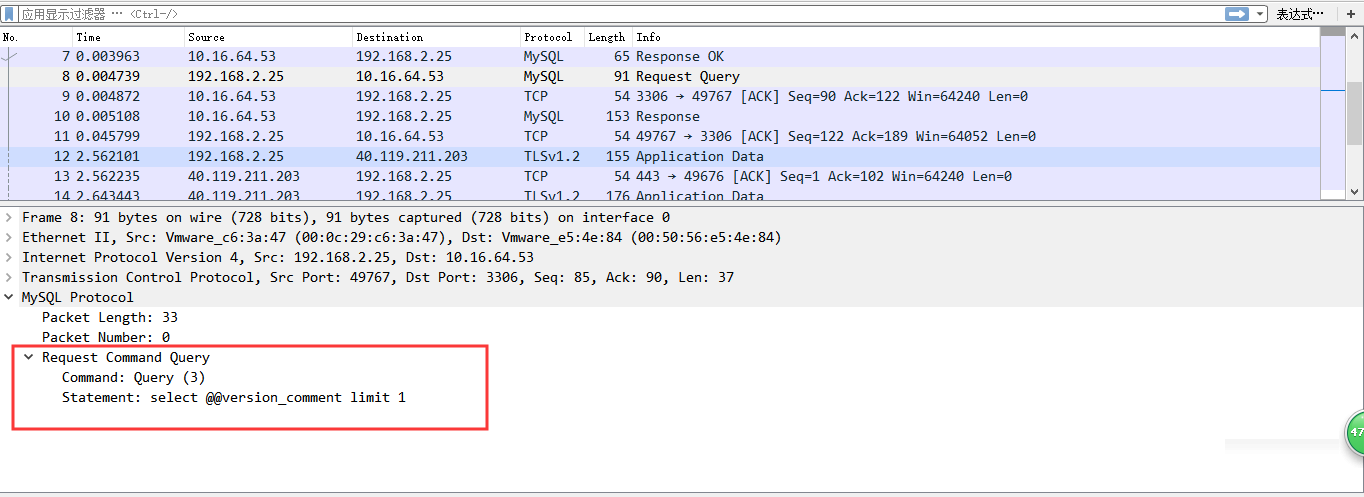 应用显示过滤器 … <Ctrl-/> 表达式… +
No. Time Source Destination Protocol Length Info
7 0.003963 10.16.64.53 192.168.2.25 MySQL 65 Response OK
8 0.004739 192.168.2.25 10.16.64.53 MySQL 91 Request Query
9 0.004872 10.16.64.53 192.168.2.25 TCP 54 3306 → 49767 [ACK] Seq=90 Ack=122 Win=64240 Len=0
10 0.005108 10.16.64.53 192.168.2.25 MySQL 153 Response
11 0.045799 192.168.2.25 10.16.64.53 TCP 54 49767 → 3306 [ACK] Seq=122 Ack=189 Win=64052 Len=0
12 2.562101 192.168.2.25 40.119.211.203 TLSv1.2 155 Application Data
13 2.562235 40.119.211.203 192.168.2.25 TCP 54 443 → 49676 [ACK] Seq=1 Ack=102 Win=64240 Len=0
14 2.643443 40.119.211.203 192.168.2.25 TLSv1.2 176 Application Data
Frame 8: 91 bytes on wire (728 bits), 91 bytes captured (728 bits) on interface 0
Ethernet II, Src: Vmware_c6:3a:47 (00:0c:29:c6:3a:47), Dst: Vmware_e5:4e:84 (00:50:56:e5:4e:84)
Internet Protocol Version 4, Src: 192.168.2.25, Dst: 10.16.64.53
Transmission Control Protocol, Src Port: 49767, Dst Port: 3306, Seq: 85, Ack: 90, Len: 37
MySQL Protocol
Packet Length: 33
Packet Number: 0
Request Command Query
Command: Query (3)
Statement: select @@version_comment limit 1
47